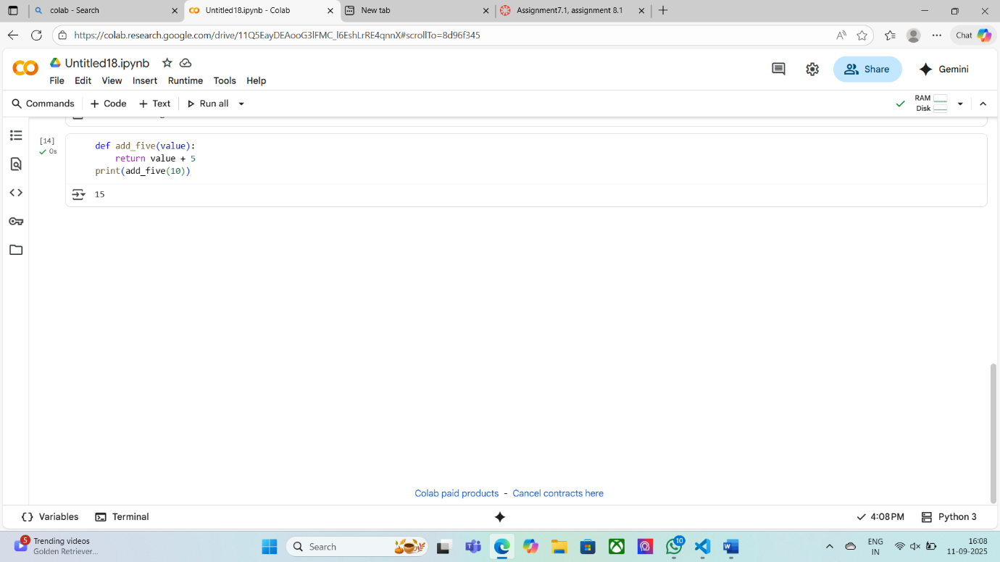 colab - Search
Untitled18.ipynb - Colab
New tab
Assignment7.1, assignment 8.1
https://colab.research.google.com/drive/11Q5EayDEAooG3lFMC_l6EshLrRE4qnnX#scrollTo=8d96f345
Chat
Untitled18.ipynb
File Edit View Insert Runtime Tools Help
Share
Gemini
Commands + Code + Text Run all
RAM
Disk
[14]
0s
def add_five(value):
return value + 5
print(add_five(10))
15
Colab paid products - Cancel contracts here
Variables Terminal
4:08 PM Python 3
5
Trending videos
Golden Retriever...
Search
10
ENG
IN
16:08
11-09-2025